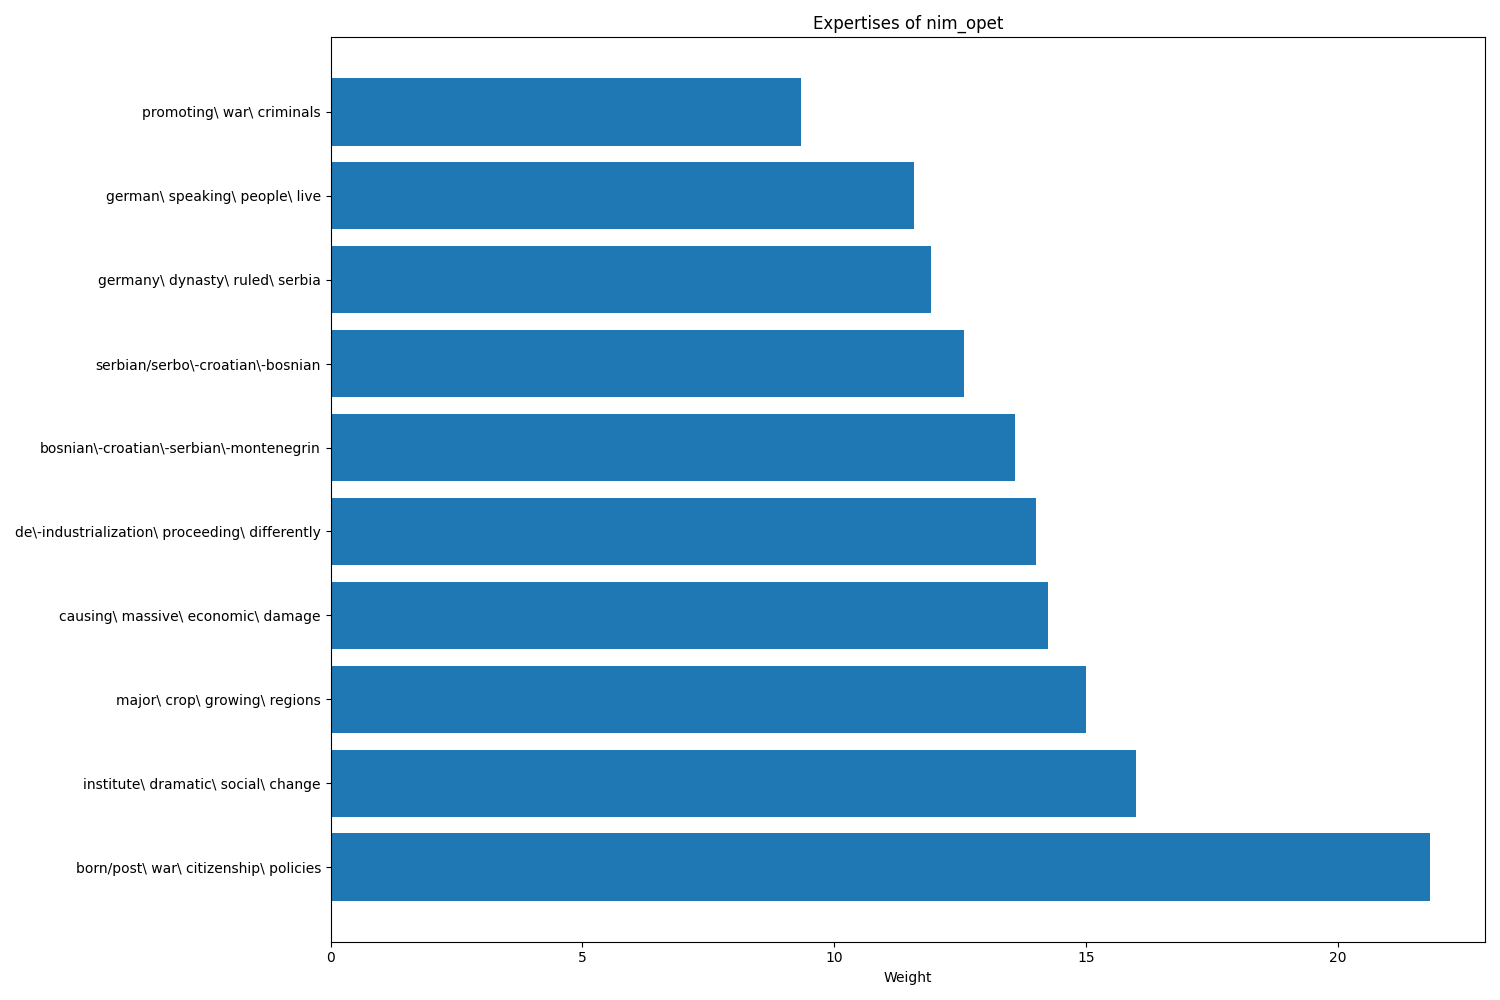 Expertises of nim_opet
promoting\ war\ criminals
german\ speaking\ people\ live
germany\ dynasty\ ruled\ serbia
serbian/serbo\-croatian\-bosnian
bosnian\-croatian\-serbian\-montenegrin
de\-industrialization\ proceeding\ differently
causing\ massive\ economic\ damage
major\ crop\ growing\ regions
institute\ dramatic\ social\ change
born/post\ war\ citizenship\ policies
0 5 10 15 20
Weight